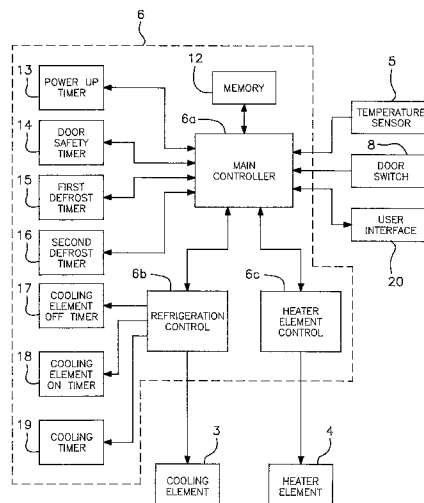 6
13
POWER UP
TIMER
12
MEMORY
6a
MAIN
CONTROLLER
5
TEMPERATURE
SENSOR
14
DOOR
SAFETY
TIMER
8
DOOR
SWITCH
15
FIRST
DEFROST
TIMER
USER
INTERFACE
20
16
SECOND
DEFROST
TIMER
17
COOLING
ELEMENT
OFF TIMER
6b
REFRIGERATION
CONTROL
6c
HEATER
ELEMENT
CONTROL
18
COOLING
ELEMENT
ON TIMER
19
COOLING
TIMER
3
COOLING
ELEMENT
4
HEATER
ELEMENT